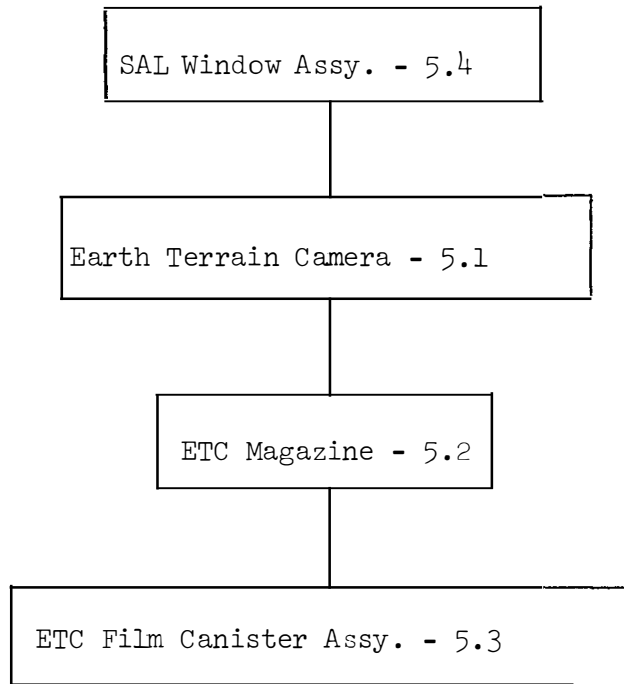 SAL Window Assy. - 5.4
Earth Terrain Camera - 5.1
ETC Magazine - 5.2
ETC Film Canister Assy. - 5.3